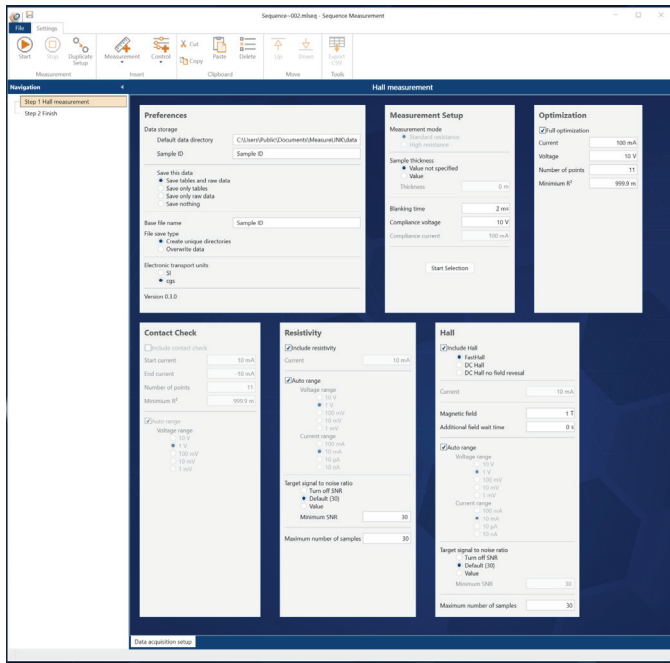 Sequence~002.mlseq - Sequence Measurement
File Settings
Start Stop Duplicate Setup Measurement Control Cut Copy Paste Delete Up Down Export CSV
Measurement Insert Clipboard Move Tools
Navigation
Hall measurement
Step 1 Hall measurement
Step 2 Finish
Preferences
Data storage
Default data directory C:\Users\Public\Documents\MeasureLINK\data
Sample ID Sample ID
Save this data
Save tables and raw data
Save only tables
Save only raw data
Save nothing
Base file name Sample ID
File save type
Create unique directories
Overwrite data
Electronic transport units
SI
cgs
Version 0.3.0
Measurement Setup
Measurement mode
Standard resistance
High resistance
Sample thickness
Value not specified
Value
Thickness 0 m
Blanking time 2 ms
Compliance voltage 10 V
Compliance current 100 mA
Start Selection
Optimization
Full optimization
Current 100 mA
Voltage 10 V
Number of points 11
Minimum R² 999.9 m
Contact Check
Include contact check
Start current 10 mA
End current -10 mA
Number of points 11
Minimum R² 999.9 m
Auto range
Voltage range
10 V
1 V
100 mV
10 mV
1 mV
Resistivity
Include resistivity
Current 10 mA
Auto range
Voltage range
10 V
1 V
100 mV
10 mV
1 mV
Current range
100 mA
10 mA
10 µA
10 nA
Target signal to noise ratio
Turn off SNR
Default (30)
Value
Minimum SNR 30
Maximum number of samples 30
Hall
Include Hall
FastHall
DC Hall
DC Hall no field revesal
Current 10 mA
Magnetic field 1 T
Additional field wait time 0 s
Auto range
Voltage range
10 V
1 V
100 mV
10 mV
1 mV
Current range
100 mA
10 mA
10 µA
10 nA
Target signal to noise ratio
Turn off SNR
Default (30)
Value
Minimum SNR 30
Maximum number of samples 30
Data acquisition setup